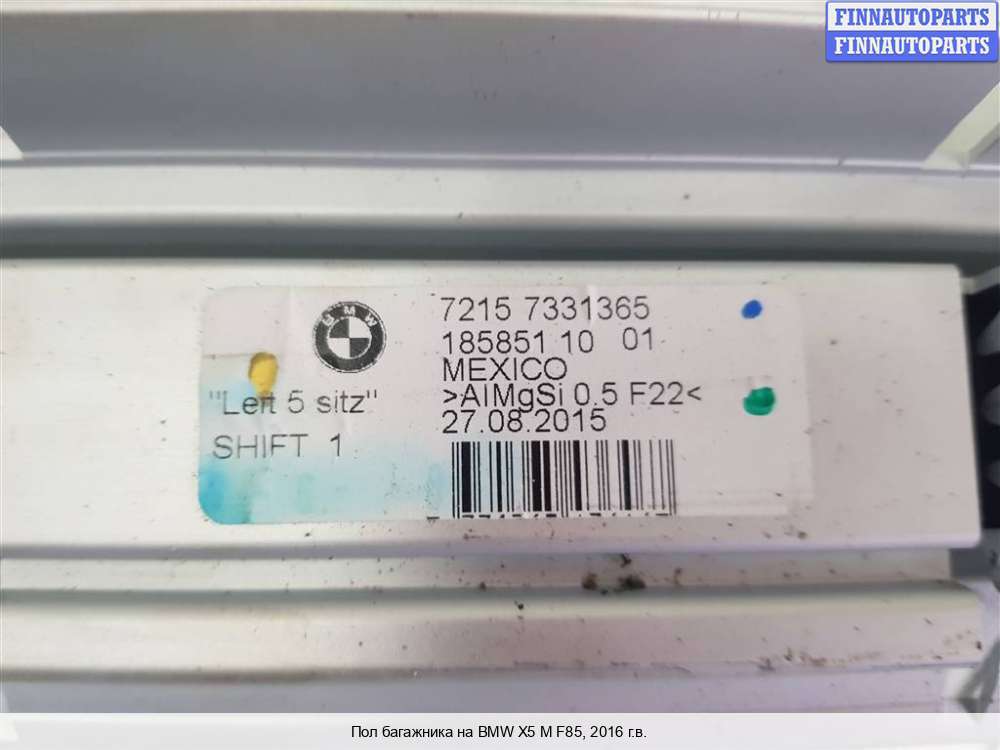 FINNAUTOPARTS
FINNAUTOPARTS
BMW
7215 7331365
185851 10 01
MEXICO
>AlMgSi 0.5 F22<
27.08.2015
"Left 5 sitz"
SHIFT 1
Пол багажника на BMW X5 M F85, 2016 г.в.